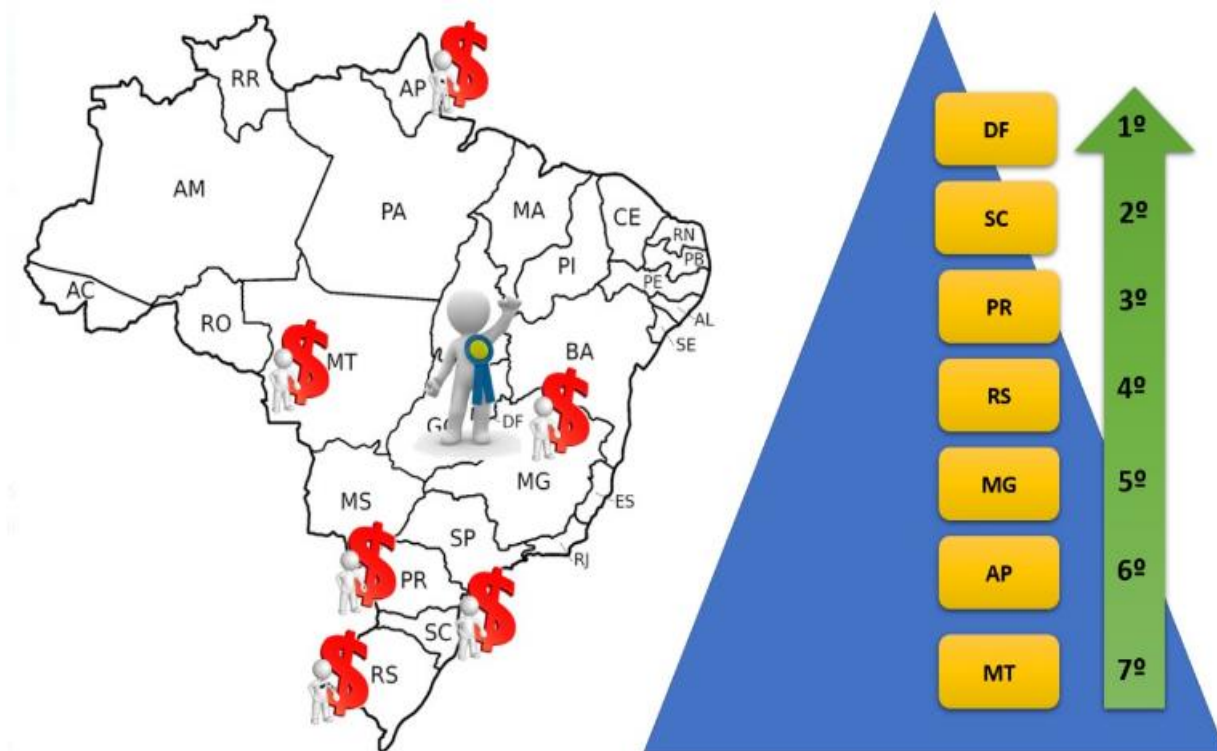 RR
AP
AM
PA
MA
CE
RN
PB
PI
PE
AC
AL
RO
SE
MT
BA
DF
MG
MS
ES
SP
RJ
PR
SC
RS
$
$
$
$
$
$
DF 1º
SC 2º
PR 3º
RS 4º
MG 5º
AP 6º
MT 7º